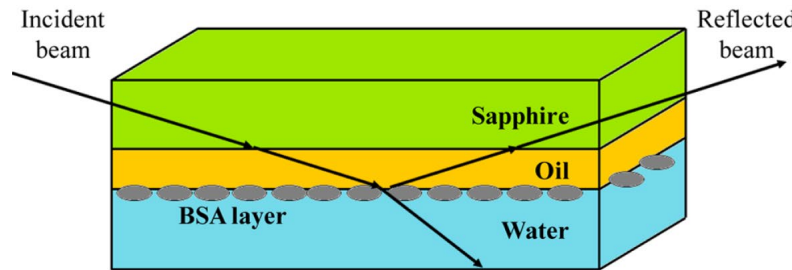 Incident
beam
Reflected
beam
Sapphire
Oil
BSA layer
Water